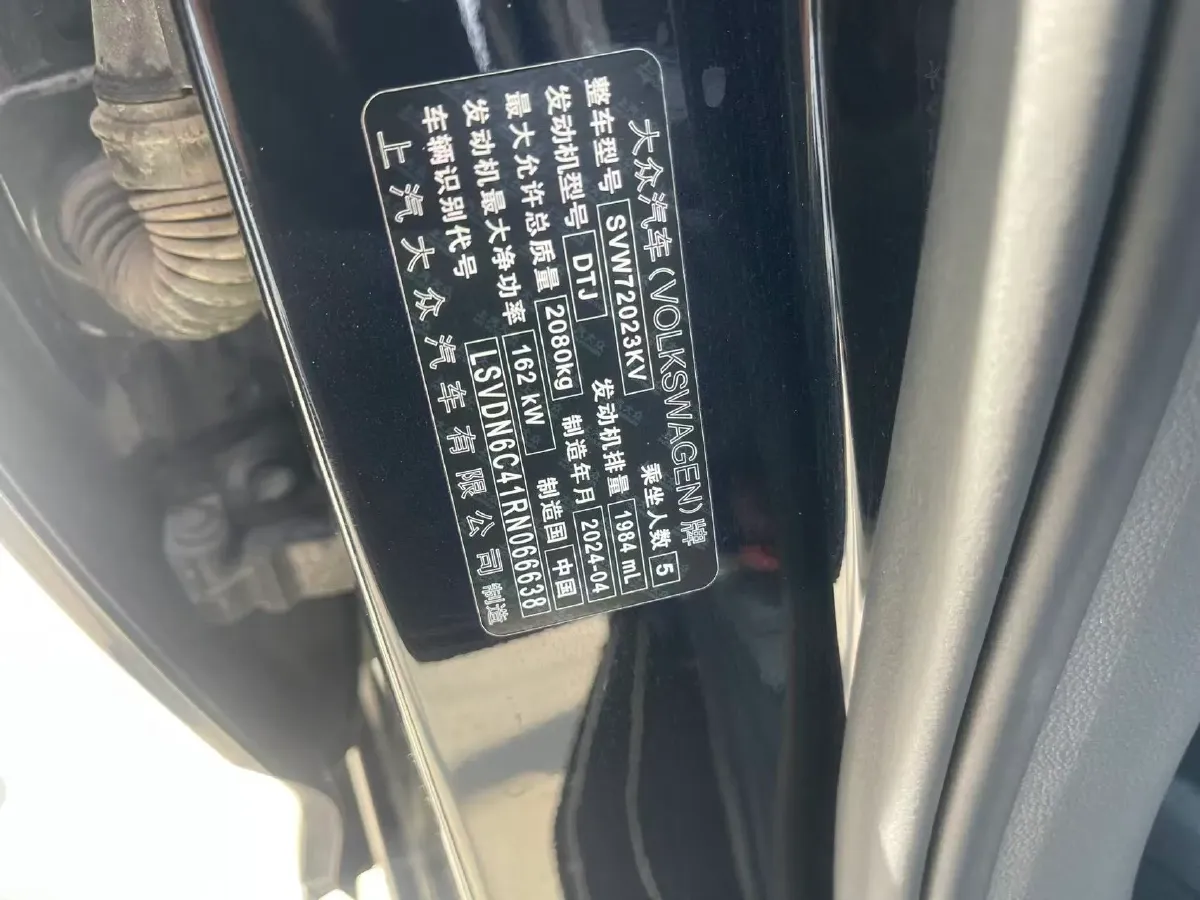 大众汽车(VOLKSWAGEN)牌
整车型号 SVW72023KV 乘坐人数 5
发动机型号 DTJ 发动机排量 1984 mL
最大允许总质量 2080kg 制造年月 2024-04
发动机最大净功率 162 kW 制造国 中国
车辆识别代号 LSVDN6C41RN066638
上汽大众汽车有限公司 制造